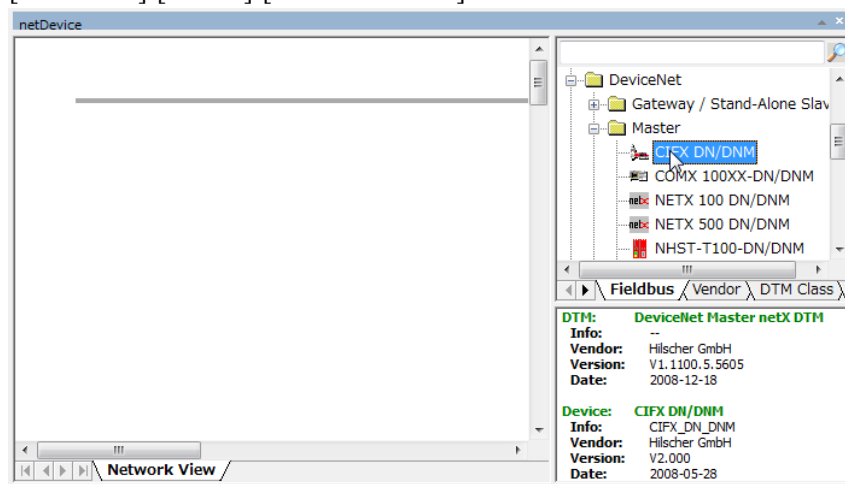 netDevice
DeviceNet
Gateway / Stand-Alone Slav
Master
CIFX DN/DNM
COMX 100XX-DN/DNM
NETX 100 DN/DNM
NETX 500 DN/DNM
NHST-T100-DN/DNM
Fieldbus Vendor DTM Class
DTM: DeviceNet Master netX DTM
Info: --
Vendor: Hilscher GmbH
Version: V1.1100.5.5605
Date: 2008-12-18
Device: CIFX DN/DNM
Info: CIFX_DN_DNM
Vendor: Hilscher GmbH
Version: V2.000
Date: 2008-05-28
Network View